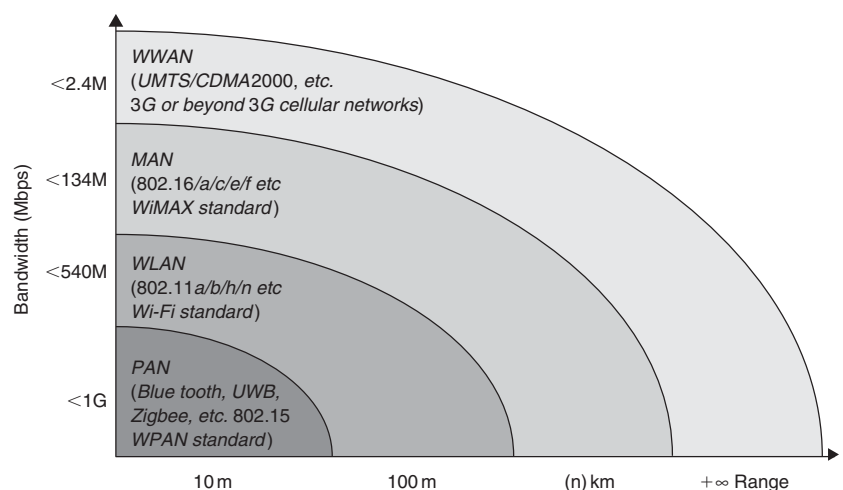 Bandwidth (Mbps)
<2.4M
WWAN
(UMTS/CDMA2000, etc.
3G or beyond 3G cellular networks)
<134M
MAN
(802.16/a/c/e/f etc
WiMAX standard)
<540M
WLAN
(802.11a/b/h/n etc
Wi-Fi standard)
<1G
PAN
(Blue tooth, UWB,
Zigbee, etc. 802.15
WPAN standard)
10 m
100 m
(n) km
+∞ Range